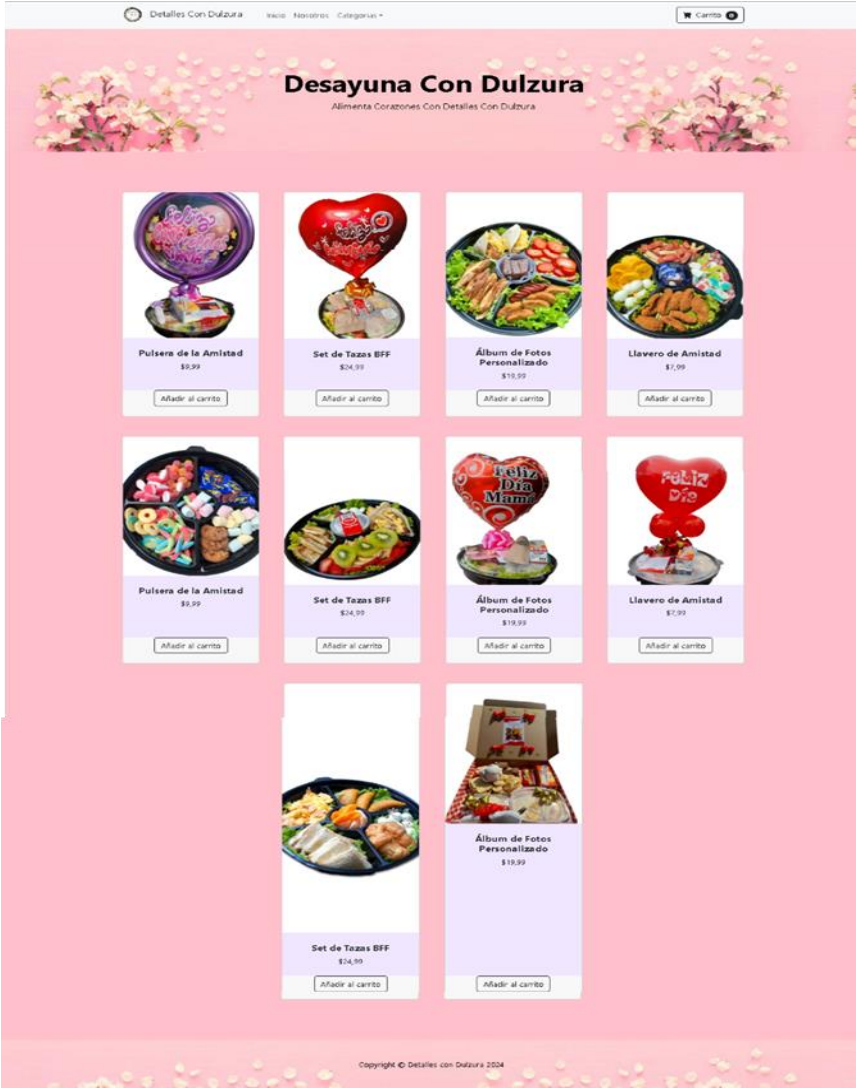 Detalles Con Dulzura
Inicio Nosotros Categorias
Carrito 0
Desayuna Con Dulzura
Alimenta Corazones Con Detalles Con Dulzura
Pulsera de la Amistad
$9,99
Añadir al carrito
Set de Tazas BFF
$24,99
Añadir al carrito
Álbum de Fotos
Personalizado
$19,99
Añadir al carrito
Llavero de Amistad
$7,99
Añadir al carrito
Pulsera de la Amistad
$9,99
Añadir al carrito
Set de Tazas BFF
$24,99
Añadir al carrito
Feliz
Día
Mamá
Álbum de Fotos
Personalizado
$19,99
Añadir al carrito
FELIZ
Día
Llavero de Amistad
$7,99
Añadir al carrito
Set de Tazas BFF
$24,99
Añadir al carrito
Álbum de Fotos
Personalizado
$19,99
Añadir al carrito
Copyright © Detalles con Dulzura 2024